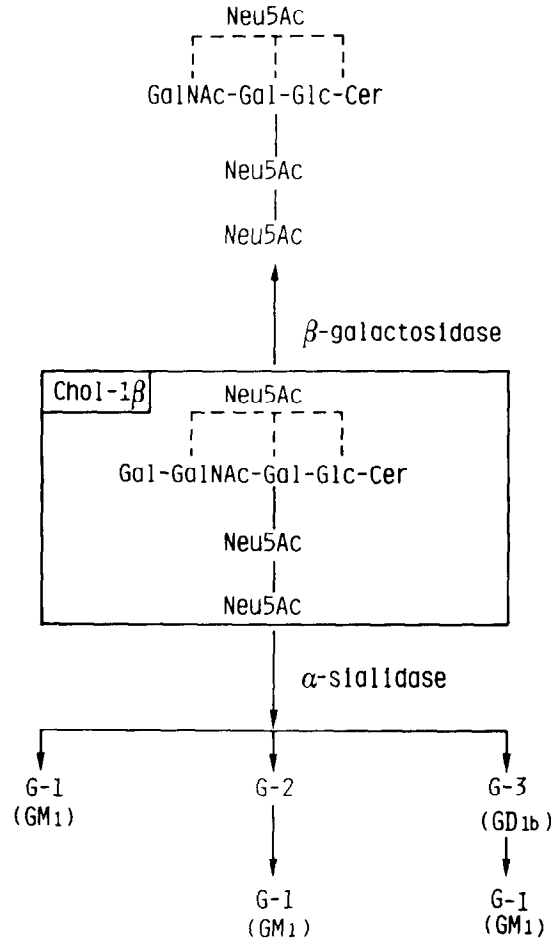 Neu5Ac
GalNAc-Gal-Glc-Cer
Neu5Ac
Neu5Ac
β-galactosidase
Chol-1β
Neu5Ac
Gal-GalNAc-Gal-Glc-Cer
Neu5Ac
Neu5Ac
α-sialidase
G-1 G-2 G-3
(GM1) (GD1b)
G-1 G-1
(GM1) (GM1)